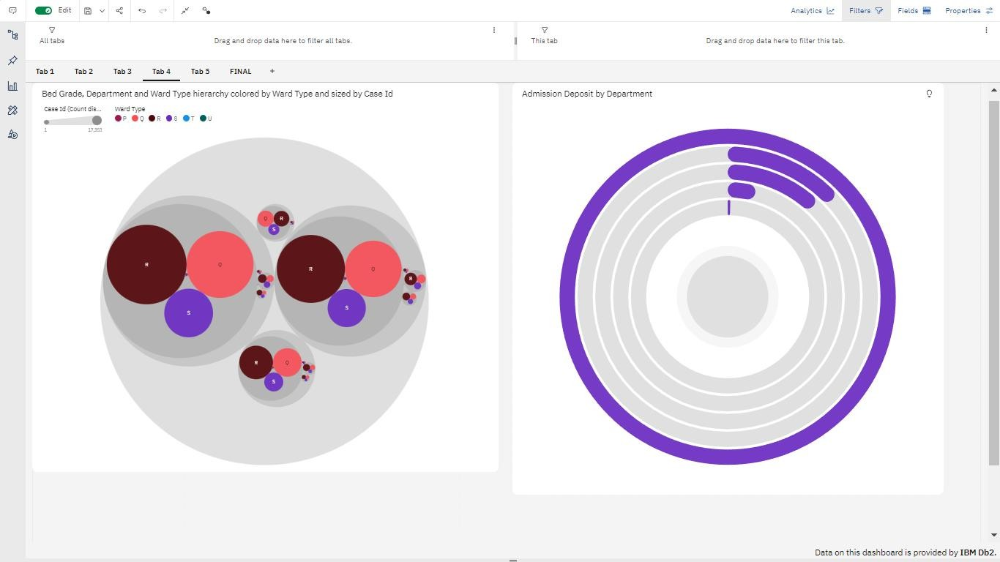 Edit
Analytics
Filters
Fields
Properties
All tabs
Drag and drop data here to filter all tabs.
This tab
Drag and drop data here to filter this tab.
Tab 1
Tab 2
Tab 3
Tab 4
Tab 5
FINAL
+
Bed Grade, Department and Ward Type hierarchy colored by Ward Type and sized by Case Id
Case Id (Count dis...
1
17,353
Ward Type
P Q R S T U
Q R
S
R Q
S
R Q
S
R
R Q
S
Admission Deposit by Department
Data on this dashboard is provided by IBM Db2.